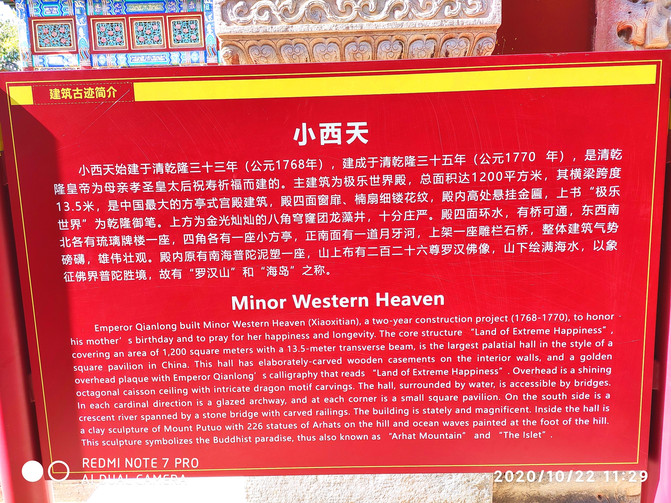 建筑古迹简介
小西天
小西天始建于清乾隆三十三年（公元1768年），建成于清乾隆三十五年（公元1770 年），是清乾
隆皇帝为母亲孝圣皇太后祝寿祈福而建的。主建筑为极乐世界殿，总面积达1200平方米，其横梁跨度
13.5米，是中国最大的方亭式宫殿建筑，殿四面窗扉、楠扇细镂花纹，殿内高处悬挂金匾，上书“极乐
世界”为乾隆御笔。上方为金光灿灿的八角穹窿团龙藻井，十分庄严。殿四面环水，有桥可通，东西南
北各有琉璃牌楼一座，四角各有一座小方亭，正南面有一道月牙河，上架一座雕栏石桥，整体建筑气势
磅礴，雄伟壮观。殿内原有南海普陀泥塑一座，山上布有二百二十六尊罗汉佛像，山下绘满海水，以象
征佛界普陀胜境，故有“罗汉山”和“海岛”之称。
Minor Western Heaven
Emperor Qianlong built Minor Western Heaven (Xiaoxitian), a two-year construction project (1768-1770), to honor
his mother’s birthday and to pray for her happiness and longevity. The core structure “Land of Extreme Happiness”,
covering an area of 1,200 square meters with a 13.5-meter transverse beam, is the largest palatial hall in the style of a
square pavilion in China. This hall has elaborately-carved wooden casements on the interior walls, and a golden
overhead plaque with Emperor Qianlong’s calligraphy that reads “Land of Extreme Happiness”. Overhead is a shining
octagonal caisson ceiling with intricate dragon motif carvings. The hall, surrounded by water, is accessible by bridges.
In each cardinal direction is a glazed archway, and at each corner is a small square pavilion. On the south side is a
crescent river spanned by a stone bridge with carved railings. The building is stately and magnificent. Inside the hall is
a clay sculpture of Mount Putuo with 226 statues of Arhats on the hill and ocean waves painted at the foot of the hill.
This sculpture symbolizes the Buddhist paradise, thus also known as “Arhat Mountain” and “The Islet”.
REDMI NOTE 7 PRO
AI DUAL CAMERA
2020/10/22 11:29